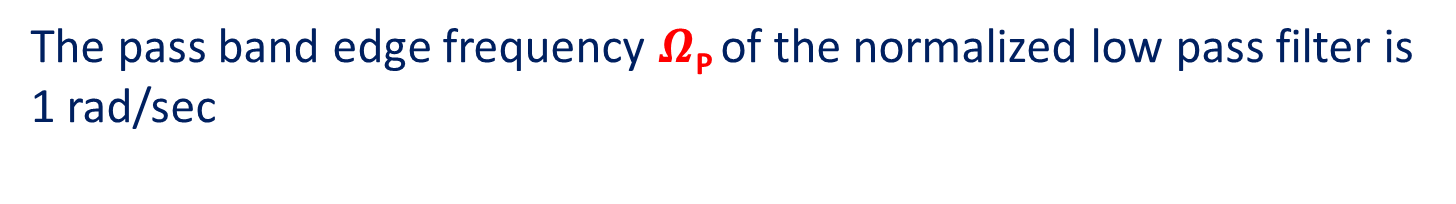 The pass band edge frequency Ωₚ of the normalized low pass filter is
1 rad/sec